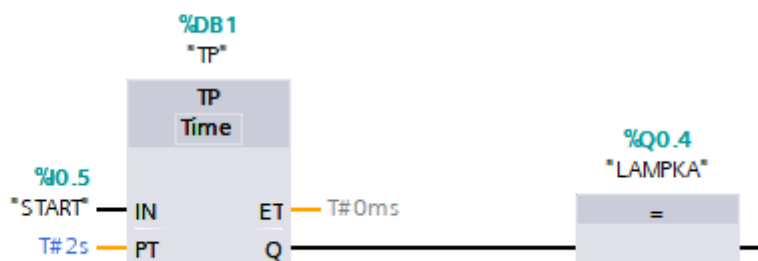 %DB1
"TP"
TP
Time
%Q0.4
"LAMPKA"
%I0.5
"START" IN ET T#0ms =
T#2s PT Q